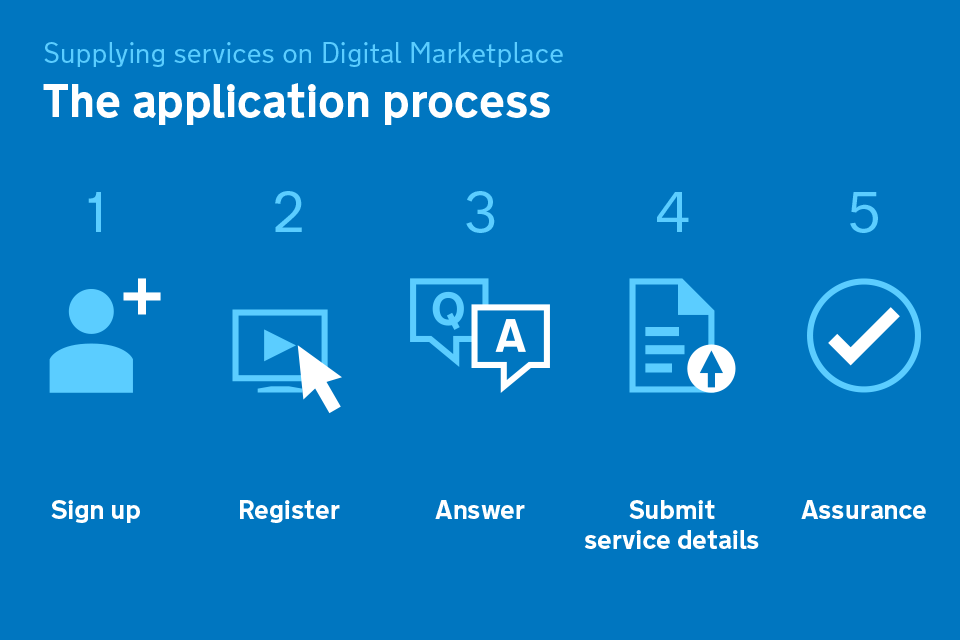 Supplying services on Digital Marketplace
The application process
1 2 3 4 5
Q
A
Sign up Register Answer Submit service details Assurance